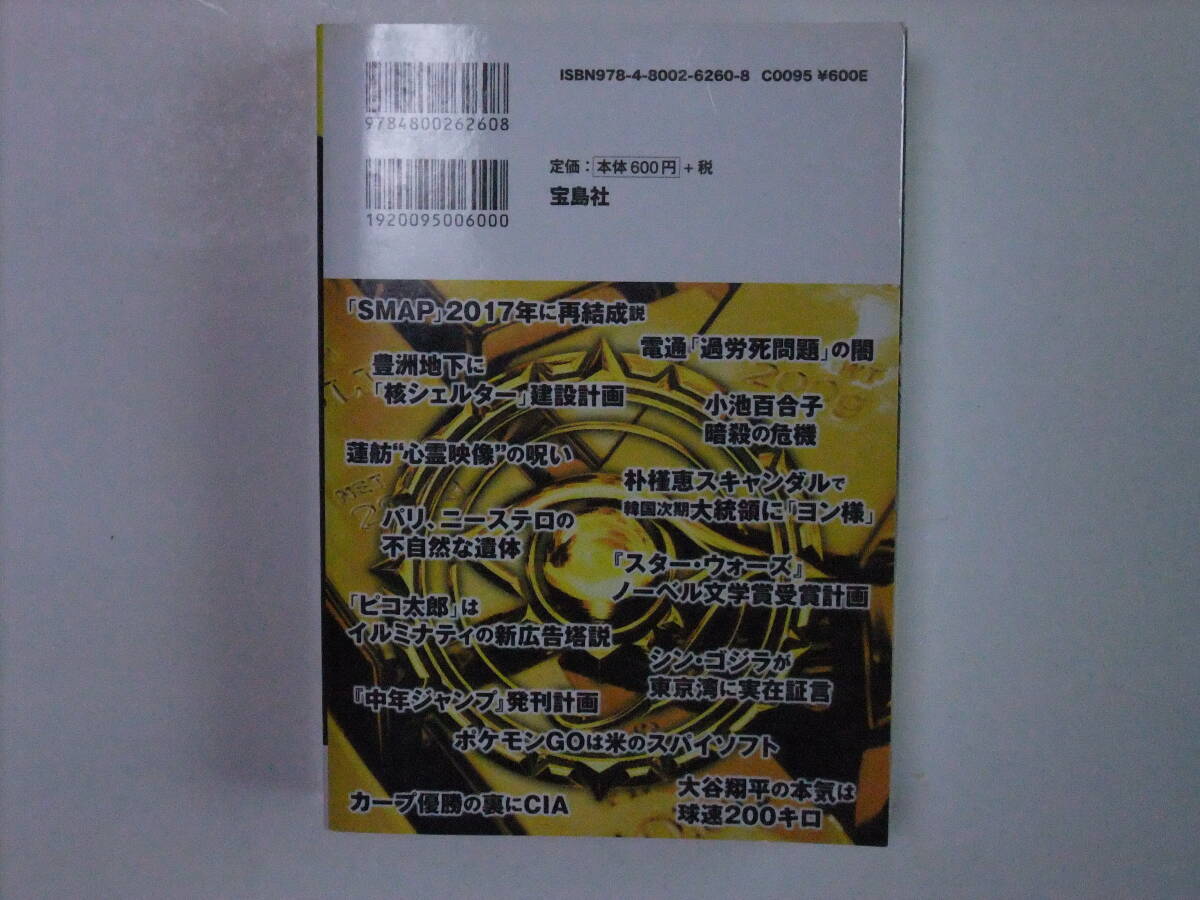 ISBN978-4-8002-6260-8 C0095 ¥600E
9784800262608
定価：本体600円+税
宝島社
1920095006000
「SMAP」2017年に再結成説
電通「過労死問題」の闇
豊洲地下に
「核シェルター」建設計画
小池百合子
暗殺の危機
蓮舫“心霊映像”の呪い
朴槿恵スキャンダルで
韓国次期大統領に「ヨン様」
パリ、ニーステロの
不自然な遺体
『スター・ウォーズ』
ノーベル文学賞受賞計画
「ピコ太郎」は
イルミナティの新広告塔説
シン・ゴジラが
東京湾に実在証言
『中年ジャンプ』発刊計画
ポケモンGOは米のスパイソフト
大谷翔平の本気は
球速200キロ
カープ優勝の裏にCIA